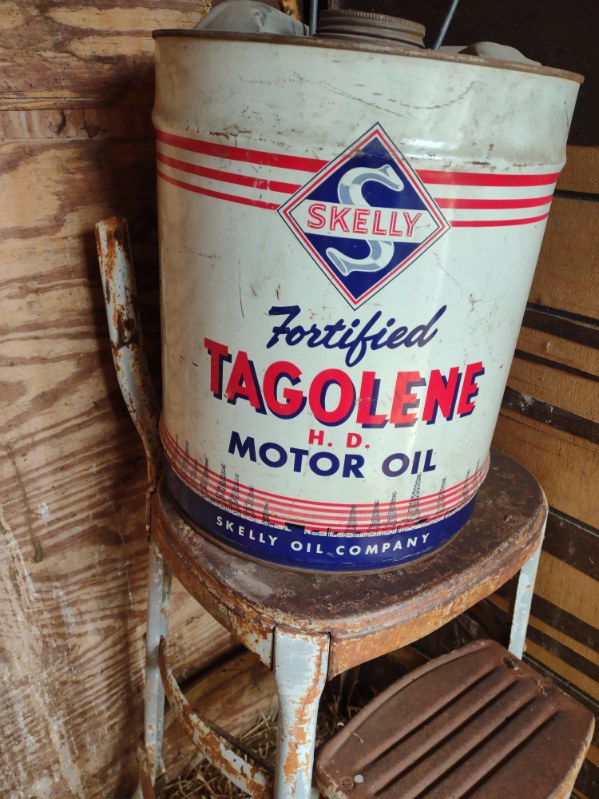 SKELLY
S
Fortified
TAGOLENE
H. D.
MOTOR OIL
SKELLY OIL COMPANY